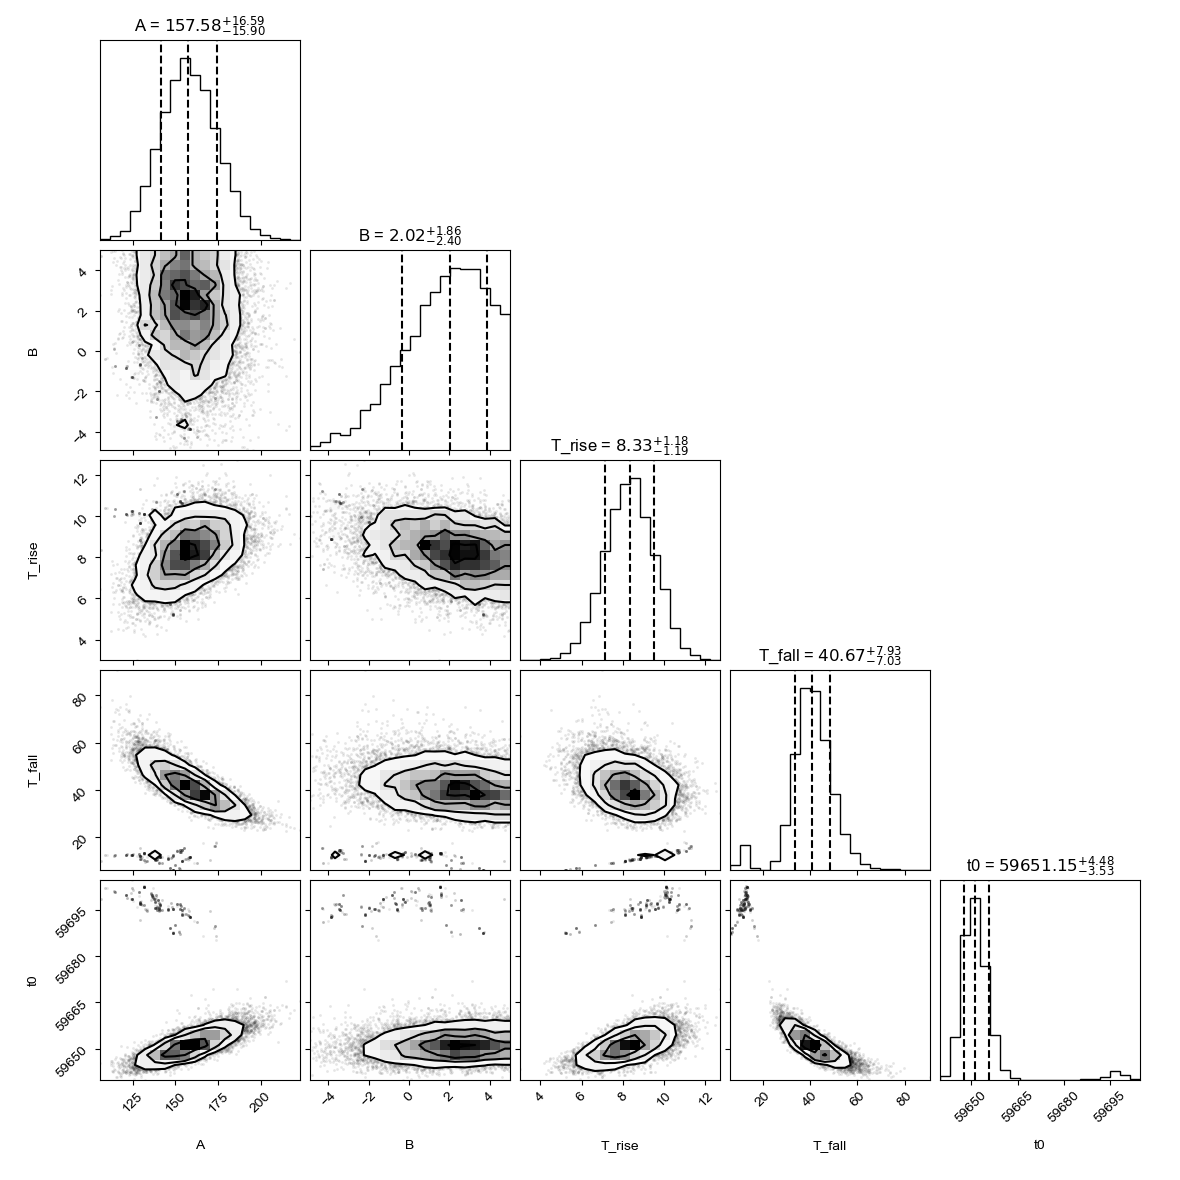 A = 157.58+16.59−15.90
B = 2.02+1.86−2.40
4
2
0
−2
−4
B
T_rise = 8.33+1.18−1.19
12
10
8
6
4
T_rise
T_fall = 40.67+7.93−7.03
80
60
40
20
T_fall
t0 = 59651.15+4.48−3.53
59695
59680
59665
59650
t0
125 150 175 200 −4 −2 0 2 4 4 6 8 10 12 20 40 60 80 59650 59665 59680 59695
A B T_rise T_fall t0